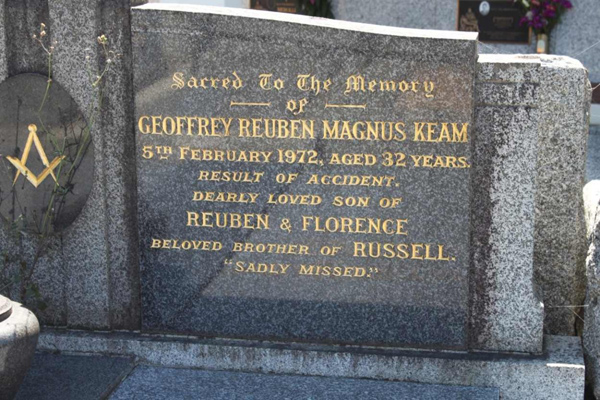 Sacred To The Memory
of
GEOFFREY REUBEN MAGNUS KEAM
5TH FEBRUARY 1972, AGED 32 YEARS.
RESULT OF ACCIDENT.
DEARLY LOVED SON OF
REUBEN & FLORENCE
BELOVED BROTHER OF RUSSELL.
"SADLY MISSED."